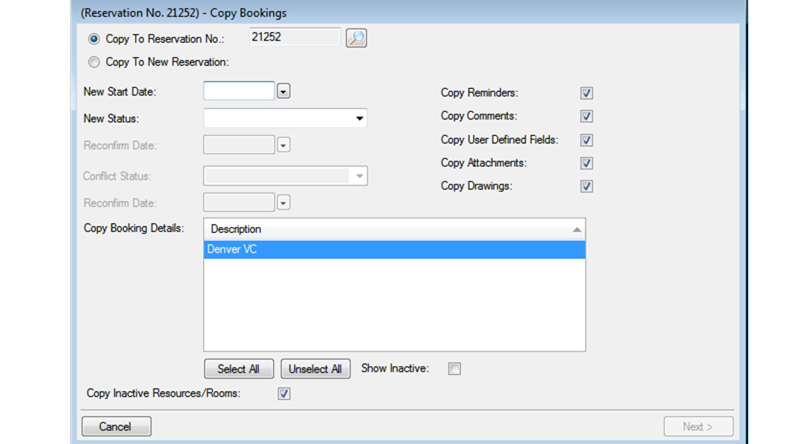 (Reservation No. 21252) - Copy Bookings
Copy To Reservation No.: 21252
Copy To New Reservation:
New Start Date:
New Status:
Reconfirm Date:
Conflict Status:
Reconfirm Date:
Copy Reminders:
Copy Comments:
Copy User Defined Fields:
Copy Attachments:
Copy Drawings:
Copy Booking Details:
Description
Denver VC
Select All Unselect All Show Inactive:
Copy Inactive Resources/Rooms:
Cancel Next >